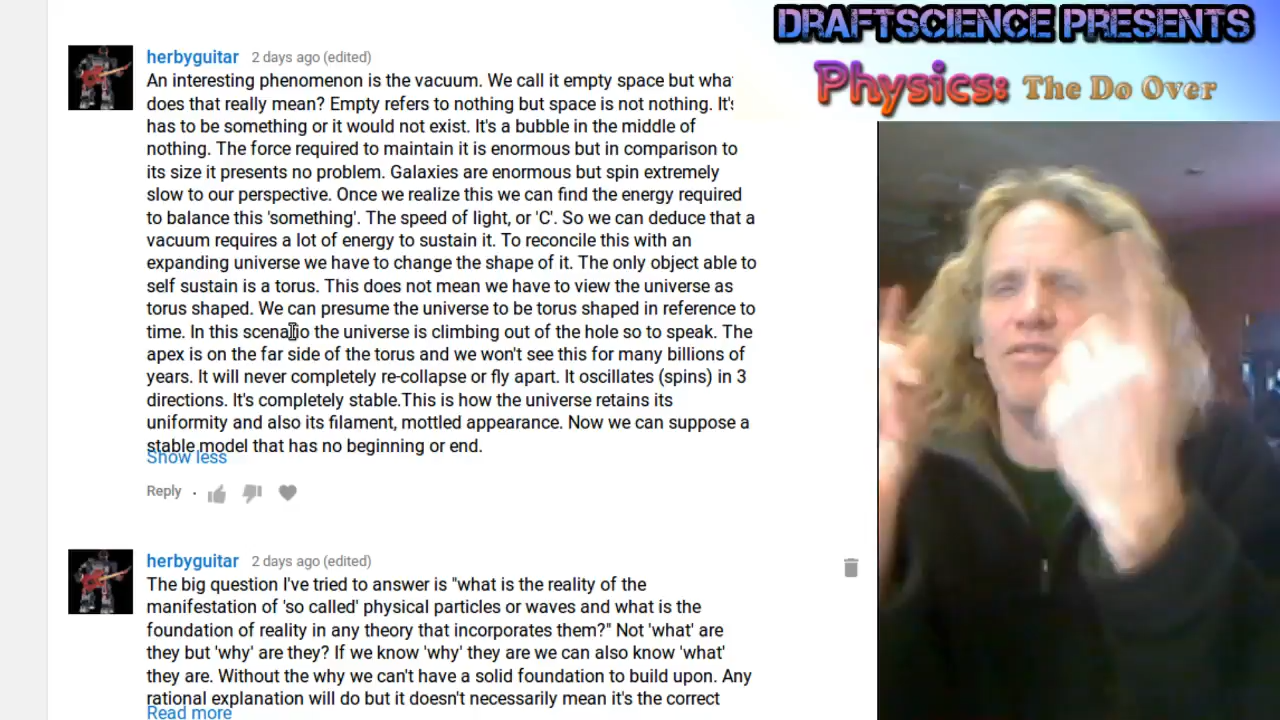 DRAFTSCIENCE PRESENTS
Physics: The Do Over
herbyguitar 2 days ago (edited)
An interesting phenomenon is the vacuum. We call it empty space but wha
does that really mean? Empty refers to nothing but space is not nothing. It's
has to be something or it would not exist. It's a bubble in the middle of
nothing. The force required to maintain it is enormous but in comparison to
its size it presents no problem. Galaxies are enormous but spin extremely
slow to our perspective. Once we realize this we can find the energy required
to balance this 'something'. The speed of light, or 'C'. So we can deduce that a
vacuum requires a lot of energy to sustain it. To reconcile this with an
expanding universe we have to change the shape of it. The only object able to
self sustain is a torus. This does not mean we have to view the universe as
torus shaped. We can presume the universe to be torus shaped in reference to
time. In this scenario the universe is climbing out of the hole so to speak. The
apex is on the far side of the torus and we won't see this for many billions of
years. It will never completely re-collapse or fly apart. It oscillates (spins) in 3
directions. It's completely stable.This is how the universe retains its
uniformity and also its filament, mottled appearance. Now we can suppose a
stable model that has no beginning or end.
Show less
Reply ·
herbyguitar 2 days ago (edited)
The big question I've tried to answer is "what is the reality of the
manifestation of 'so called' physical particles or waves and what is the
foundation of reality in any theory that incorporates them?" Not 'what' are
they but 'why' are they? If we know 'why' they are we can also know 'what'
they are. Without the why we can't have a solid foundation to build upon. Any
rational explanation will do but it doesn't necessarily mean it's the correct
Read more